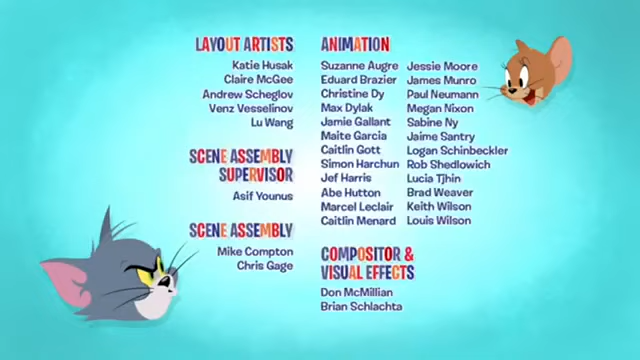 LAYOUT ARTISTS
Katie Husak
Claire McGee
Andrew Scheglov
Venz Vesselinov
Lu Wang
SCENE ASSEMBLY
SUPERVISOR
Asif Younus
SCENE ASSEMBLY
Mike Compton
Chris Gage
ANIMATION
Suzanne Augre
Eduard Brazier
Christine Dy
Max Dylak
Jamie Gallant
Maite Garcia
Caitlin Gott
Simon Harchun
Jef Harris
Abe Hutton
Marcel Leclair
Caitlin Menard
Jessie Moore
James Munro
Paul Neumann
Megan Nixon
Sabine Ny
Jaime Santry
Logan Schinbeckler
Rob Shedlowich
Lucia Tjhin
Brad Weaver
Keith Wilson
Louis Wilson
COMPOSITOR &
VISUAL EFFECTS
Don McMillian
Brian Schlachta